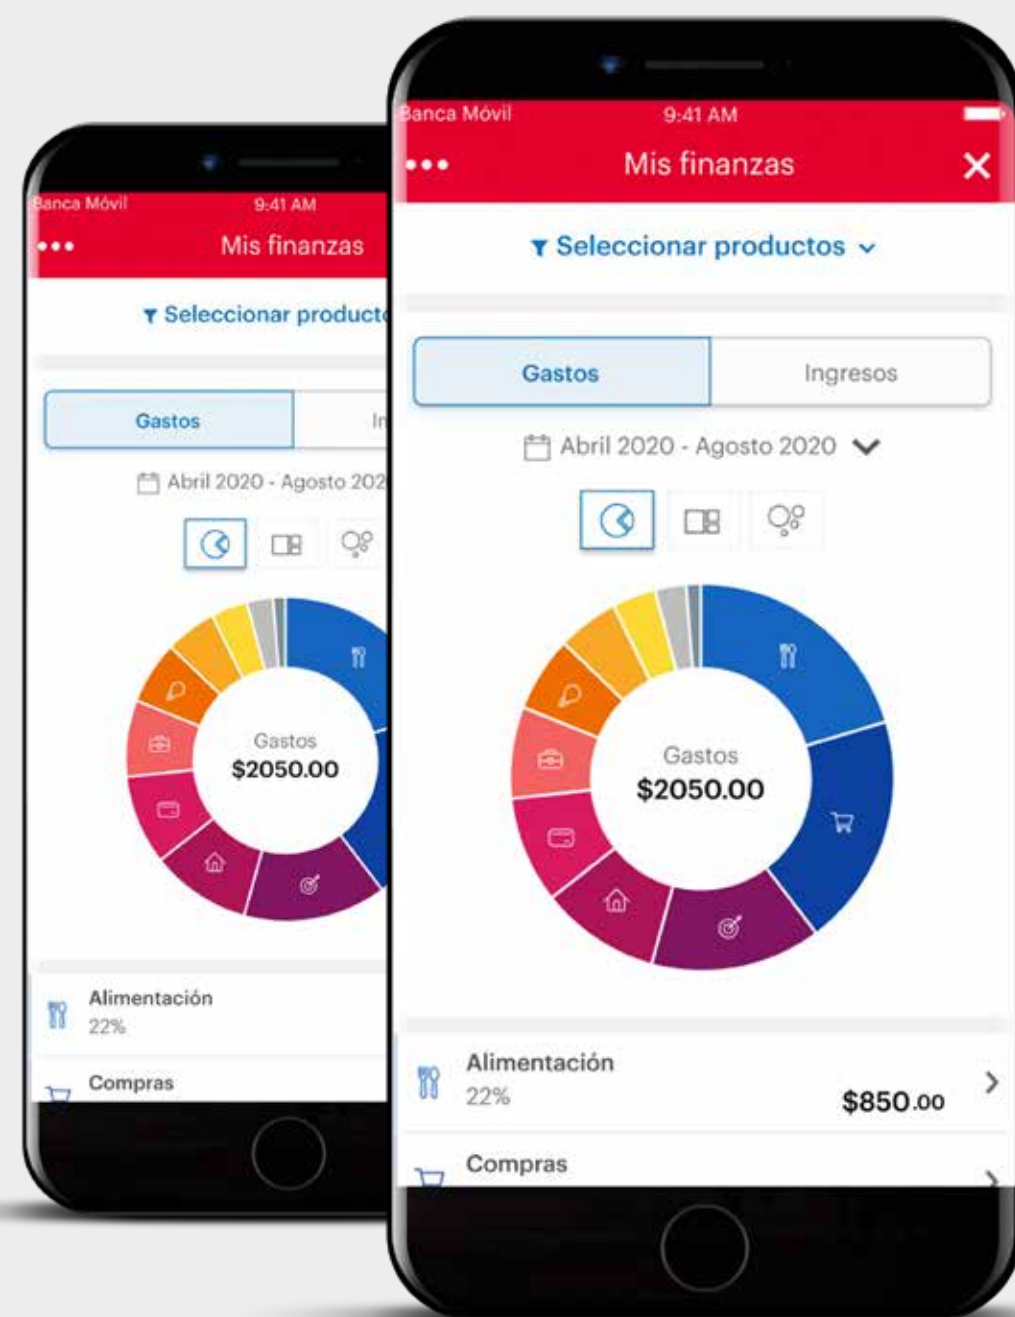 Banca Móvil 9:41 AM
Mis finanzas
Seleccionar producto
Gastos In
Abril 2020 - Agosto 202
Gastos
$2050.00
Alimentación
22%
Compras
Banca Móvil 9:41 AM
Mis finanzas
Seleccionar productos
Gastos Ingresos
Abril 2020 - Agosto 2020
Gastos
$2050.00
Alimentación
22%
$850.00
Compras